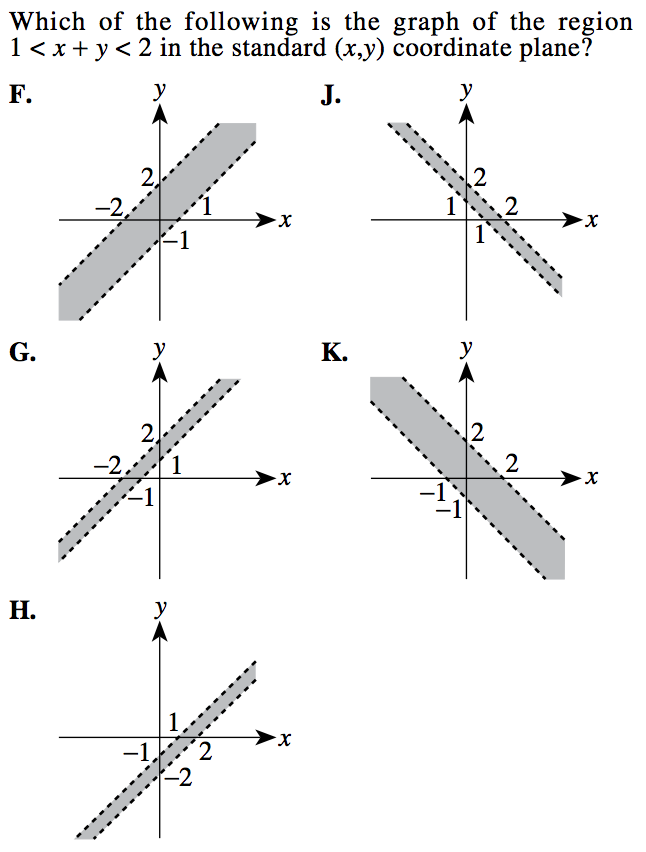 Which of the following is the graph of the region
1 < x + y < 2 in the standard (x,y) coordinate plane?
F.
y
2
–2
1
x
–1
J.
y
2
1
2
x
1
G.
y
2
–2
1
x
–1
K.
y
2
2
x
–1
–1
H.
y
1
x
–1
2
–2